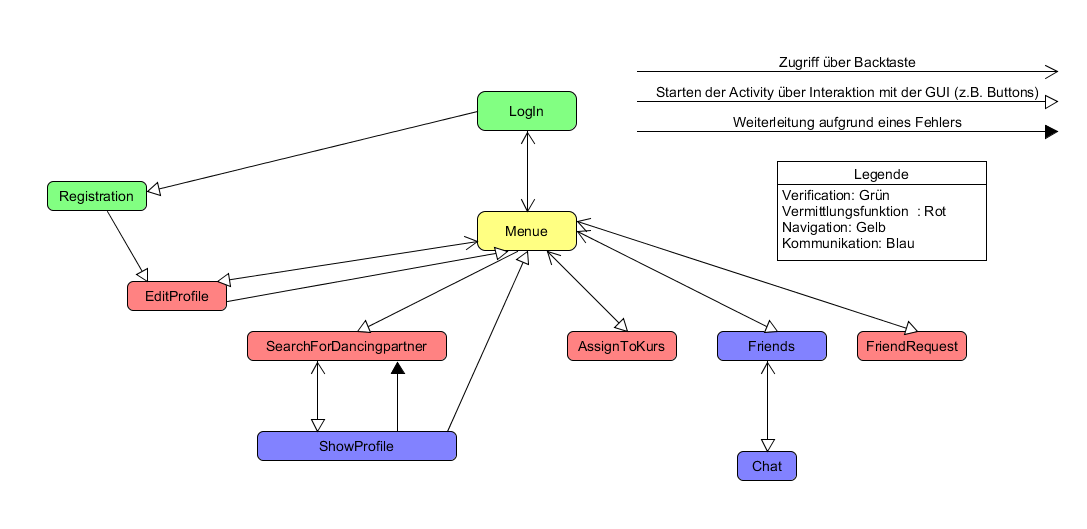 Zugriff über Backtaste
Starten der Activity über Interaktion mit der GUI (z.B. Buttons)
Weiterleitung aufgrund eines Fehlers
LogIn
Legende
Verification: Grün
Vermittlungsfunktion : Rot
Navigation: Gelb
Kommunikation: Blau
Registration
Menue
EditProfile
SearchForDancingpartner
AssignToKurs
Friends
FriendRequest
ShowProfile
Chat